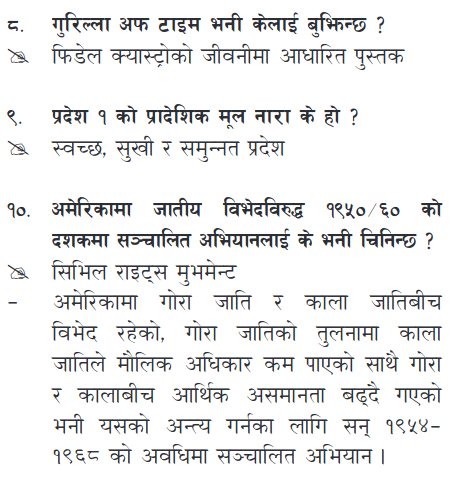 ८. गुरिल्ला अफ टाइम भनी केलाई बुझिन्छ ?
फिडेल क्यास्ट्रोको जीवनीमा आधारित पुस्तक
९. प्रदेश १ को प्रादेशिक मूल नारा के हो ?
स्वच्छ, सुखी र समुन्नत प्रदेश
१०. अमेरिकामा जातीय विभेदविरुद्ध १९५०/६० को
दशकमा सञ्चालित अभियानलाई के भनी चिनिन्छ ?
सिभिल राइट्स मुभमेन्ट
– अमेरिकामा गोरा जाति र काला जातिबीच
विभेद रहेको, गोरा जातिको तुलनामा काला
जातिले मौलिक अधिकार कम पाएको साथै गोरा
र कालाबीच आर्थिक असमानता बढ्दै गएको
भनी यसको अन्त्य गर्नका लागि सन् १९५४–
१९६८ को अवधिमा सञ्चालित अभियान ।